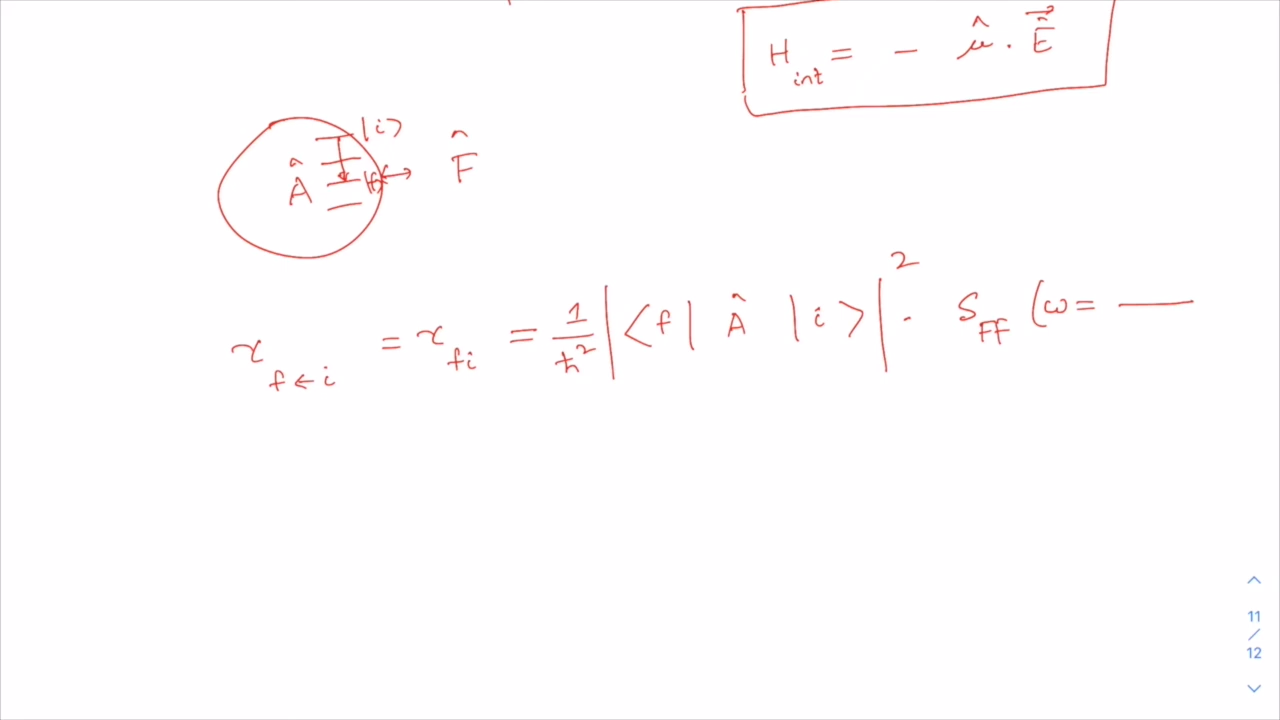 H_int = − μ̂ · Ê⃗
|i⟩
Â |f⟩ ↔ F̂
r_{f←i} = r_{fi} = 1/ħ² |⟨f| Â |i⟩|² · S_FF (ω = —
11
/
12